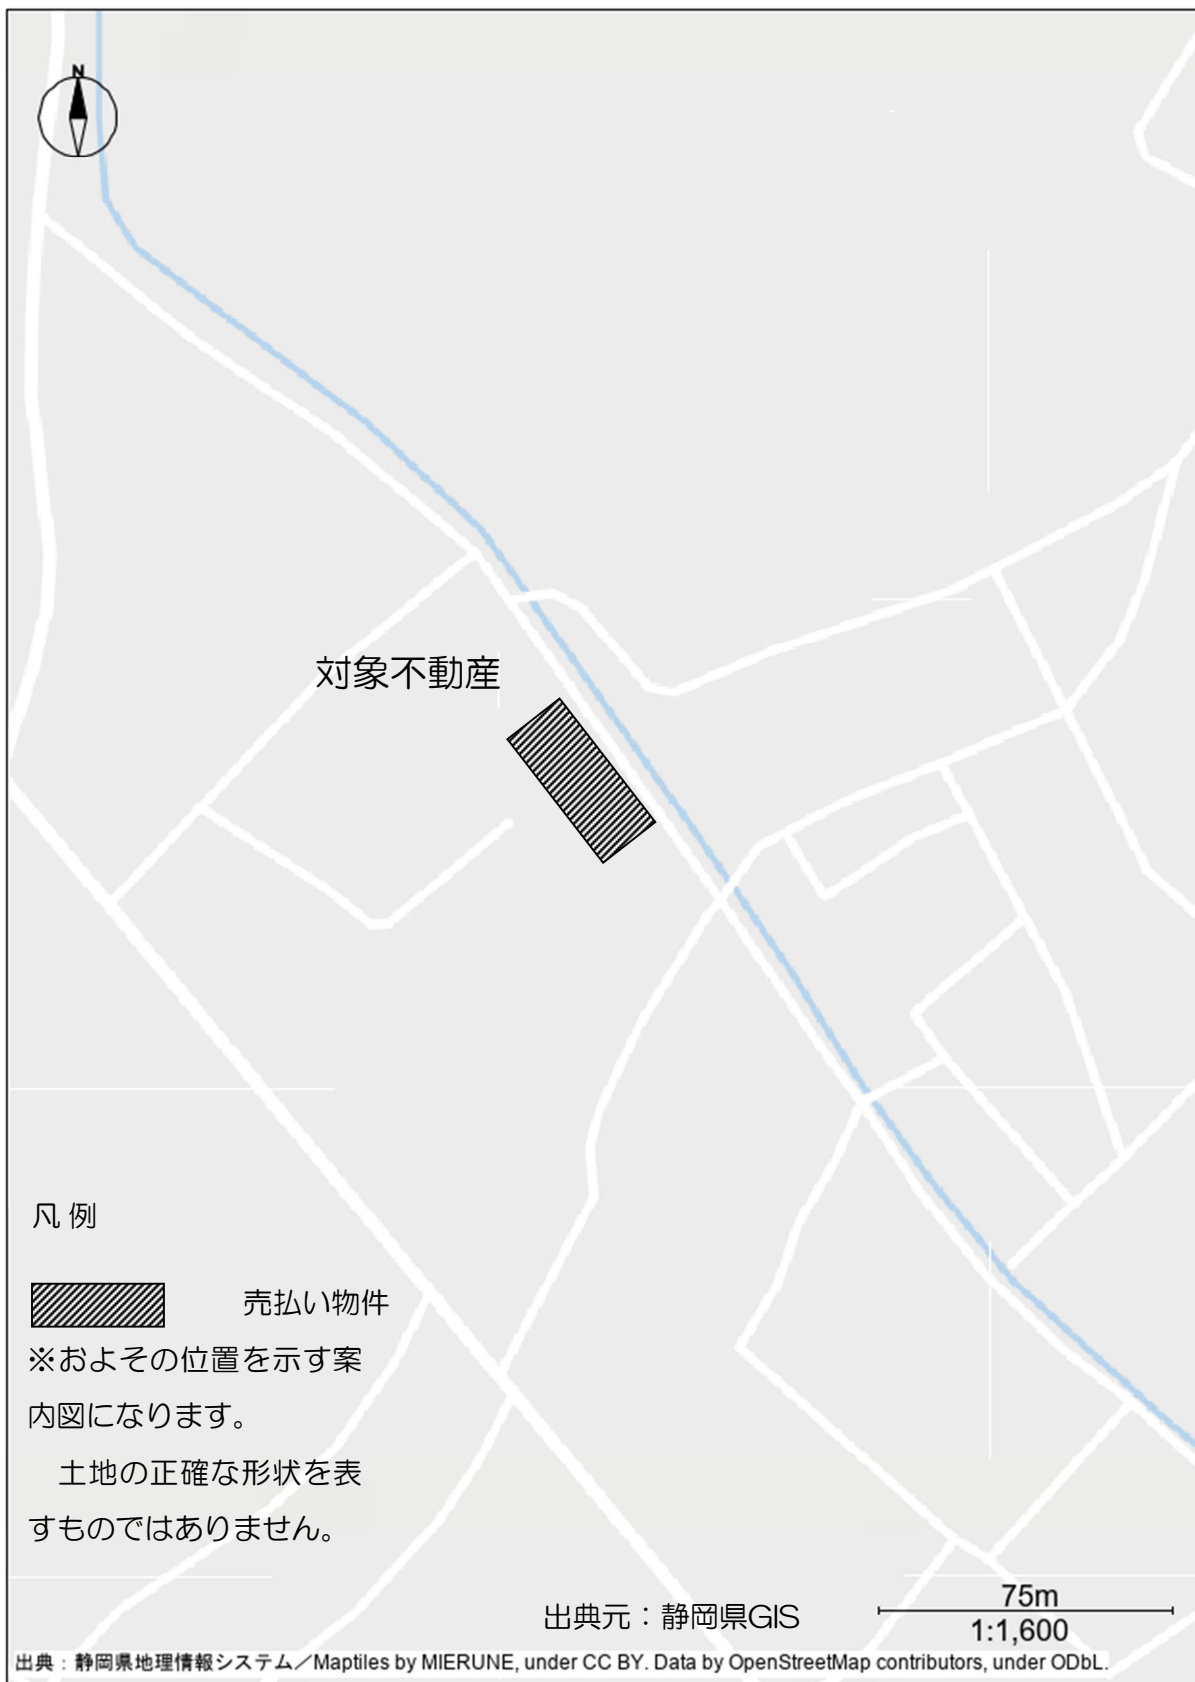 N
対象不動産
凡例
売払い物件
※およその位置を示す案
内図になります。
　土地の正確な形状を表
すものではありません。
出典元：静岡県GIS
75m
1:1,600
出典：静岡県地理情報システム／Maptiles by MIERUNE, under CC BY. Data by OpenStreetMap contributors, under ODbL.